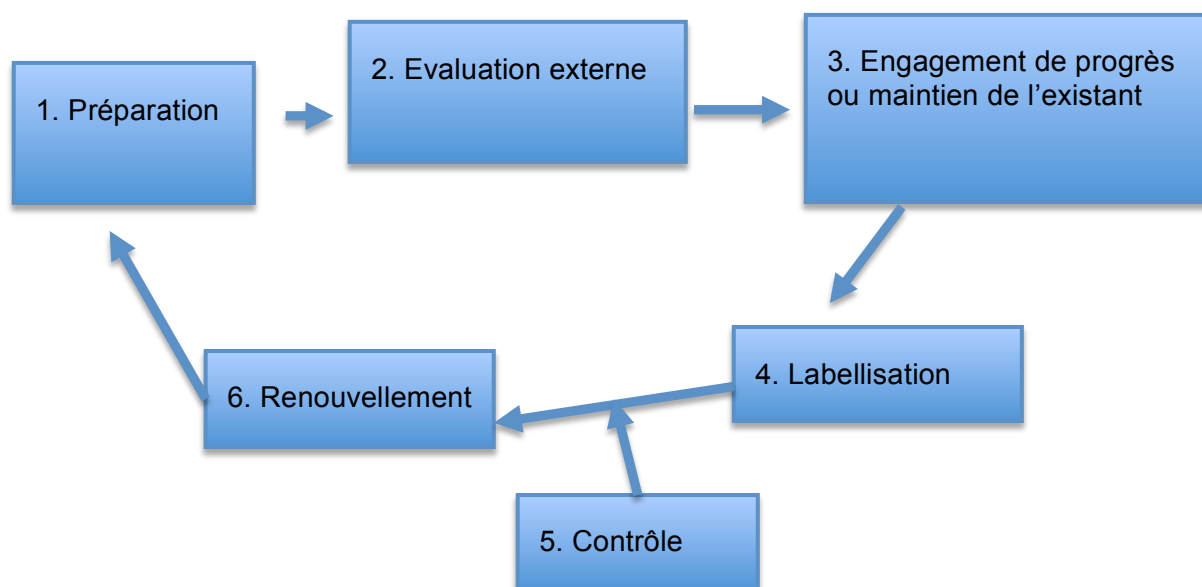 1. Préparation
2. Evaluation externe
3. Engagement de progrès
ou maintien de l’existant
4. Labellisation
5. Contrôle
6. Renouvellement